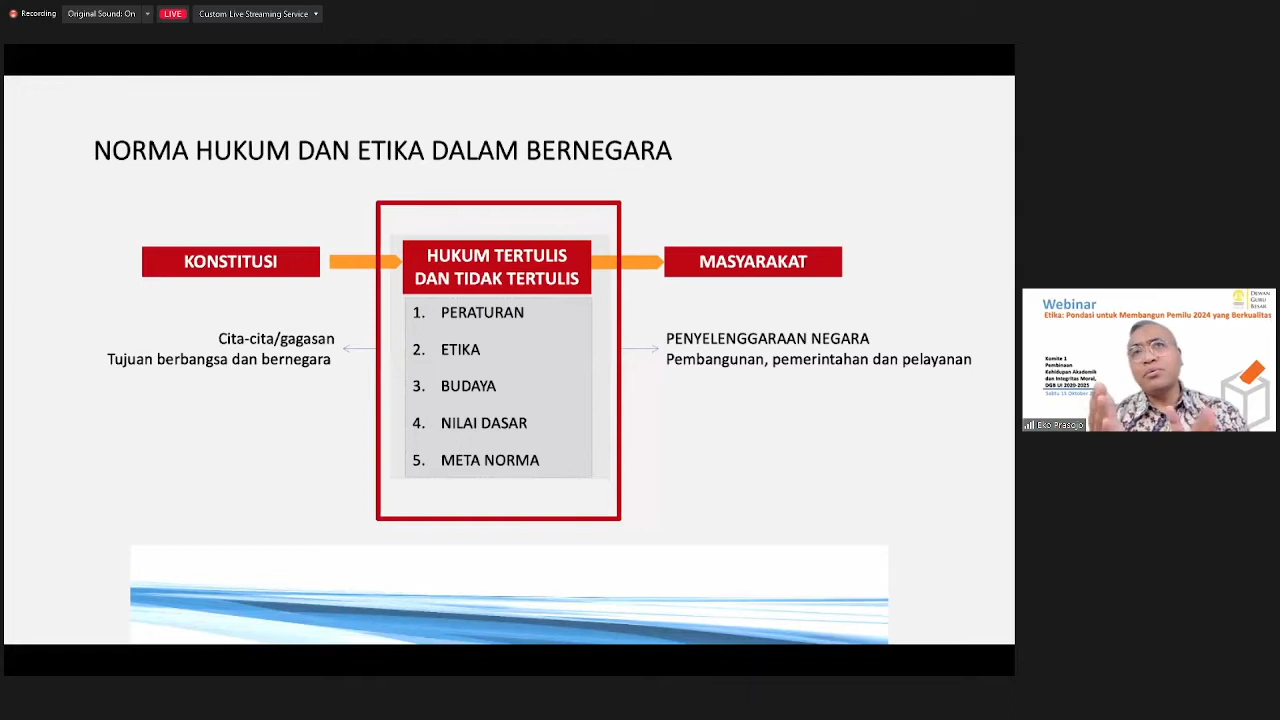 Recording
Original Sound: On
LIVE
Custom Live Streaming Service
NORMA HUKUM DAN ETIKA DALAM BERNEGARA
KONSTITUSI
Cita-cita/gagasan
Tujuan berbangsa dan bernegara
HUKUM TERTULIS
DAN TIDAK TERTULIS
1. PERATURAN
2. ETIKA
3. BUDAYA
4. NILAI DASAR
5. META NORMA
MASYARAKAT
PENYELENGGARAAN NEGARA
Pembangunan, pemerintahan dan pelayanan
DEWAN
GURU
BESAR
Webinar
Etika: Pondasi untuk Membangun Pemilu 2024 yang Berkualitas
Komite 1
Pembinaan
Kehidupan Akademik
dan Integritas Moral,
DGB UI 2020-2025
Sabtu 15 Oktober
Eko Prasojo